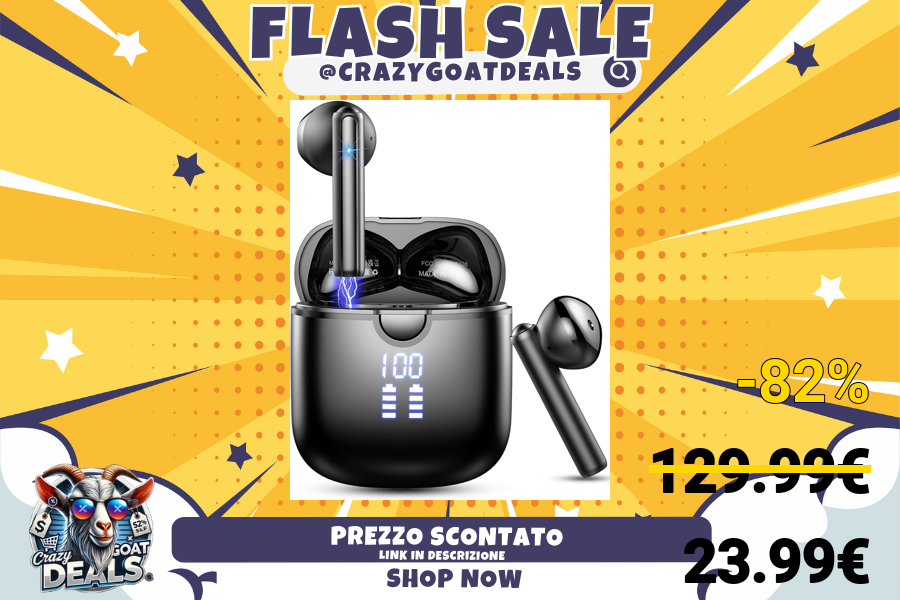 FLASH SALE
@CRAZYGOATDEALS
100
-82%
129.99€
23.99€
PREZZO SCONTATO
LINK IN DESCRIZIONE
SHOP NOW
$
52%
Crazy
GOAT
DEALS